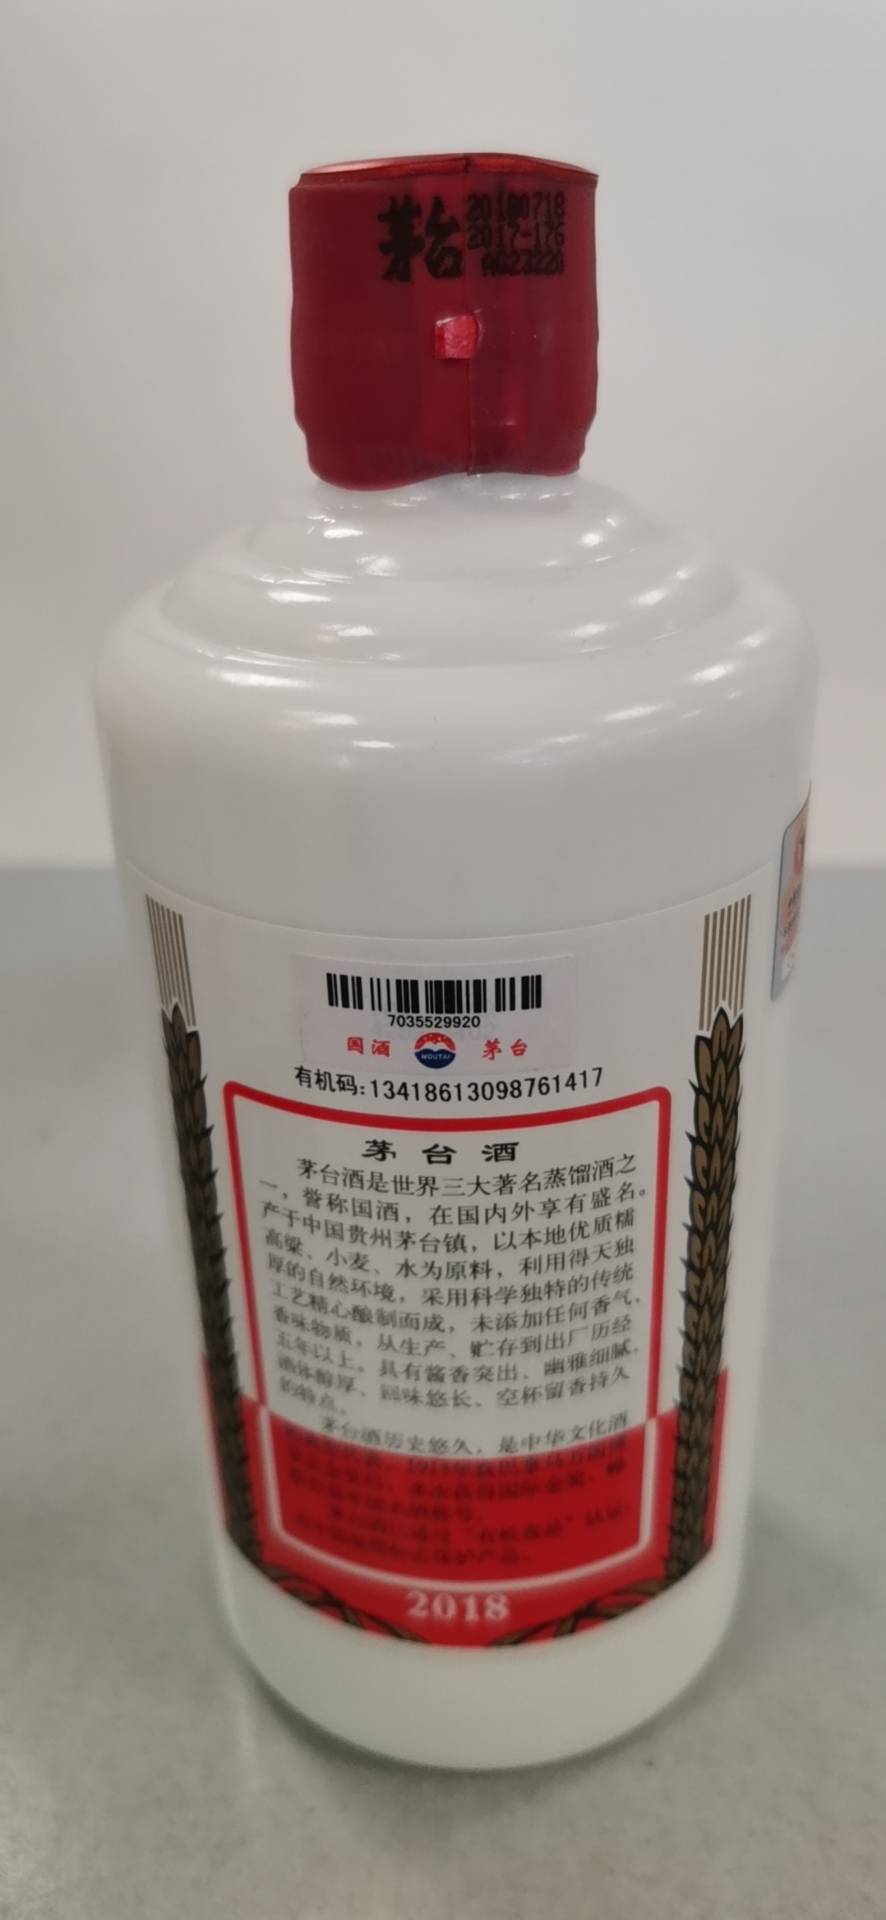 茅台
20180718
2017-176
AG23220
7035529920
国酒
MOUTAI
茅台
有机码:13418613098761417
茅台酒
茅台酒是世界三大著名蒸馏酒之
一，誉称国酒，在国内外享有盛名。
产于中国贵州茅台镇，以本地优质糯
高粱、小麦、水为原料，利用得天独
厚的自然环境，采用科学独特的传统
工艺精心酿制而成，未添加任何香气、
香味物质，从生产、贮存到出厂历经
五年以上。具有酱香突出、幽雅细腻、
酒体醇厚、回味悠长、空杯留香持久
的特点。
茅台酒历史悠久，是中华文化酒
2018